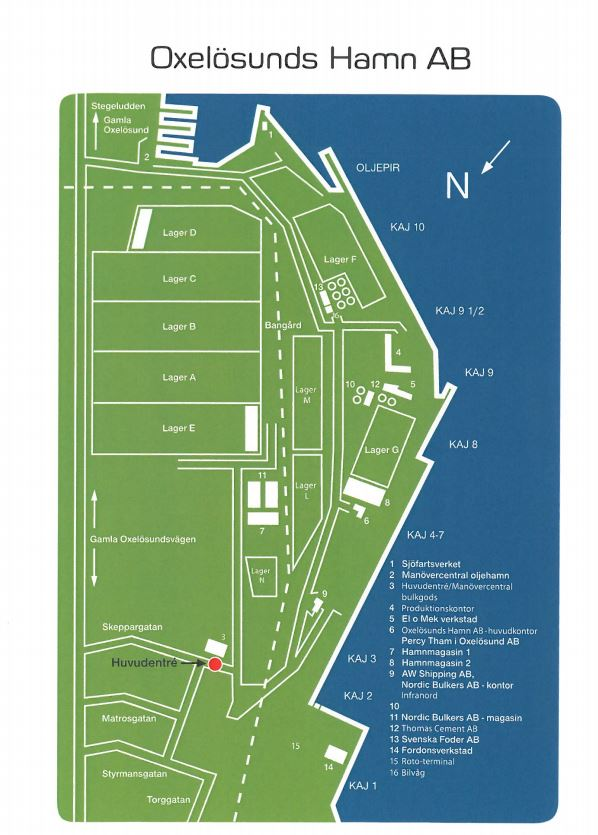 Oxelösunds Hamn AB
Stegeludden
Gamla
Oxelösund
2
1
OLJEPIR
N
KAJ 10
Lager D
Lager F
Lager C
13
16
KAJ 9 1/2
Lager B
Bangård
4
Lager A
KAJ 9
10
12
5
Lager
M
Lager E
Lager G
KAJ 8
11
Lager
L
8
7
6
KAJ 4-7
Gamla Oxelösundsvägen
Lager
N
9
Skeppargatan
3
Huvudentré
KAJ 3
KAJ 2
Matrosgatan
15
14
Styrmansgatan
KAJ 1
Torggatan
1 Sjöfartsverket
2 Manövercentral oljehamn
3 Huvudentré/Manövercentral
bulkgods
4 Produktionskontor
5 El o Mek verkstad
6 Oxelösunds Hamn AB -huvudkontor
Percy Tham i Oxelösund AB
7 Hamnmagasin 1
8 Hamnmagasin 2
9 AW Shipping AB,
Nordic Bulkers AB - kontor
Infranord
10
11 Nordic Bulkers AB - magasin
12 Thomas Cement AB
13 Svenska Foder AB
14 Fordonsverkstad
15 Roto-terminal
16 Bilvåg